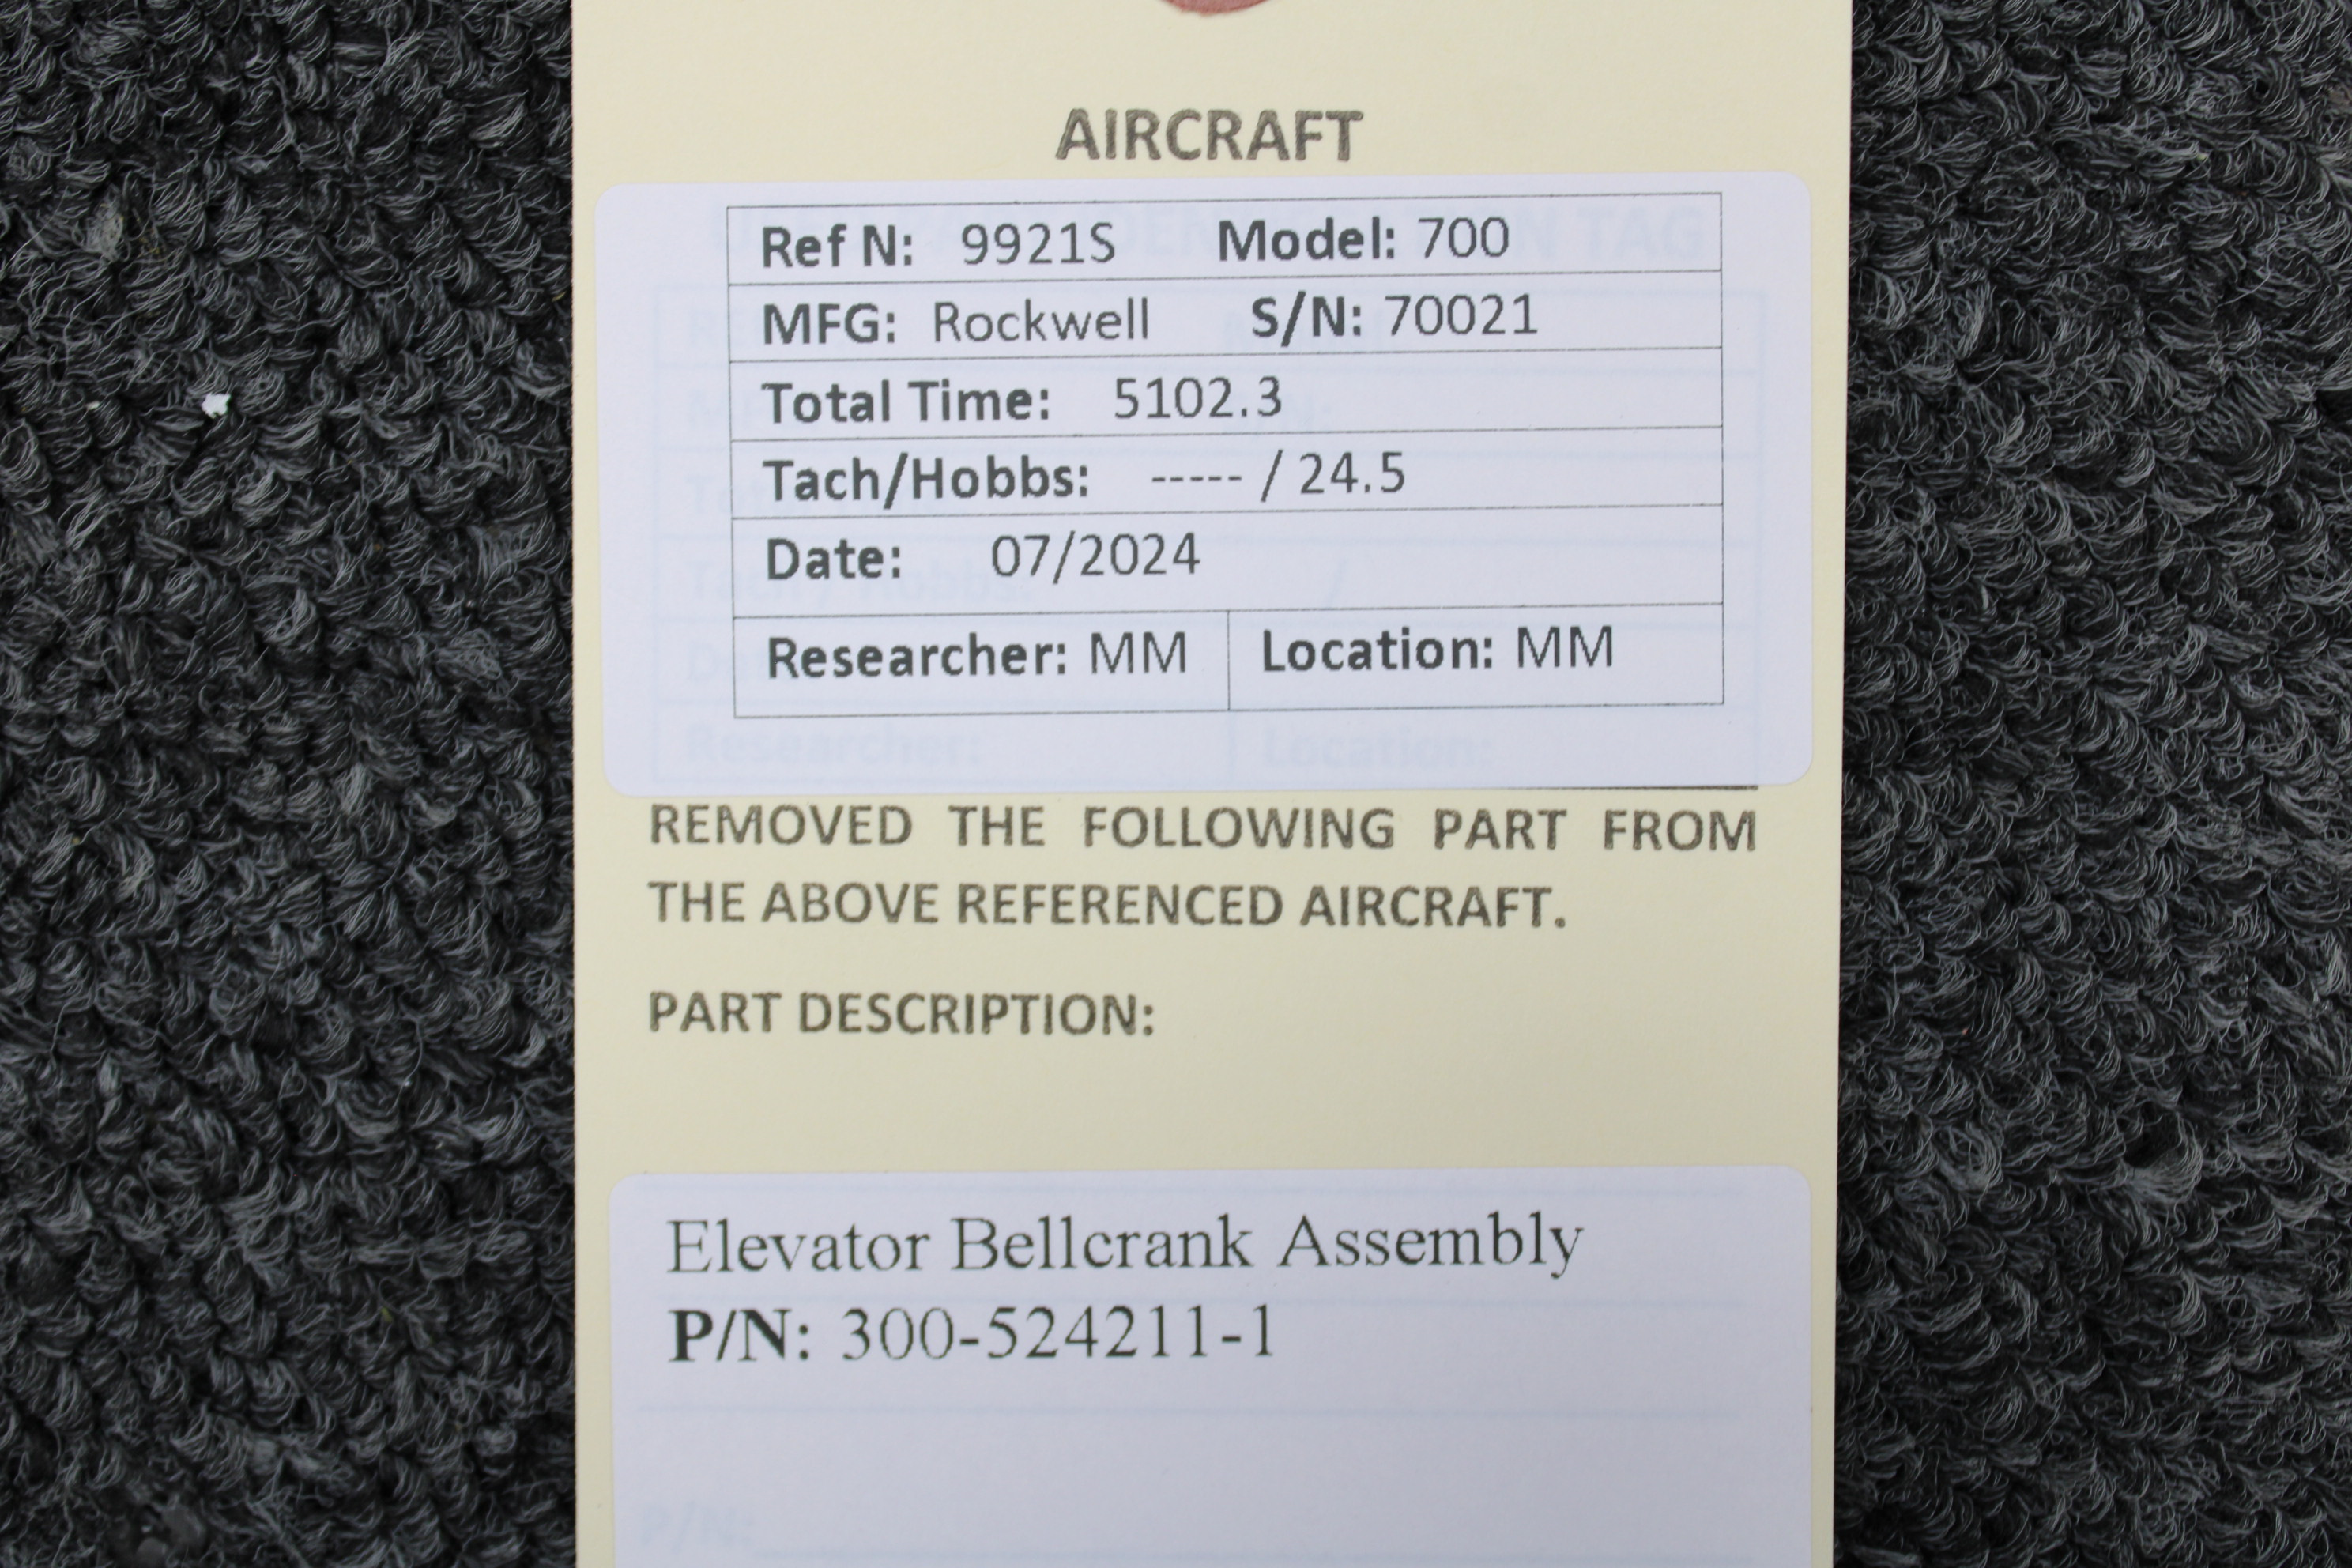 AIRCRAFT
Ref N: 9921S Model: 700
MFG: Rockwell S/N: 70021
Total Time: 5102.3
Tach/Hobbs: ----- / 24.5
Date: 07/2024
Researcher: MM Location: MM
Researcher: Location:
REMOVED THE FOLLOWING PART FROM
THE ABOVE REFERENCED AIRCRAFT.
PART DESCRIPTION:
Elevator Bellcrank Assembly
P/N: 300-524211-1
P/N: